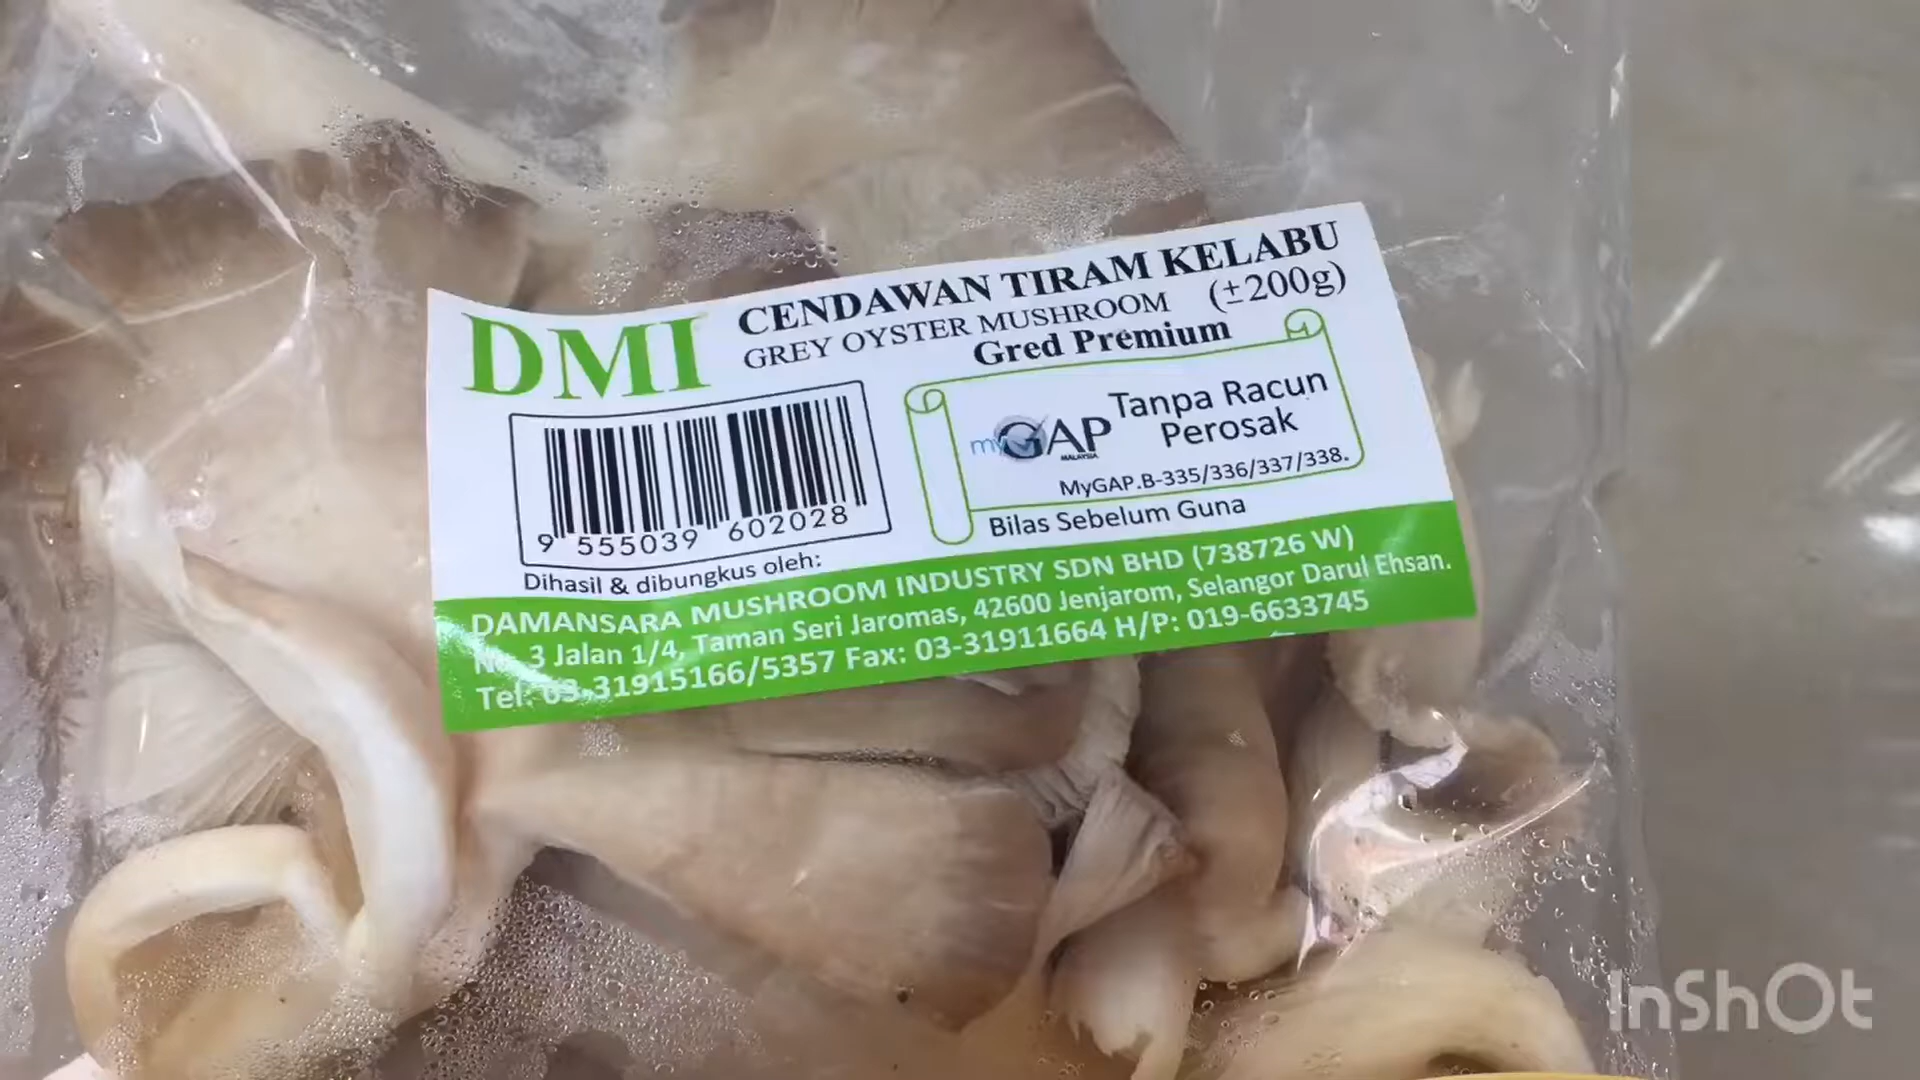 DMI
CENDAWAN TIRAM KELABU
GREY OYSTER MUSHROOM (±200g)
Gred Premium
myGAP
MALAYSIA
Tanpa Racun
Perosak
MyGAP.B-335/336/337/338.
Bilas Sebelum Guna
9 555039 602028
Dihasil & dibungkus oleh:
DAMANSARA MUSHROOM INDUSTRY SDN BHD (738726 W)
No. 3 Jalan 1/4, Taman Seri Jaromas, 42600 Jenjarom, Selangor Darul Ehsan.
Tel: 03-31915166/5357 Fax: 03-31911664 H/P: 019-6633745
InShOt